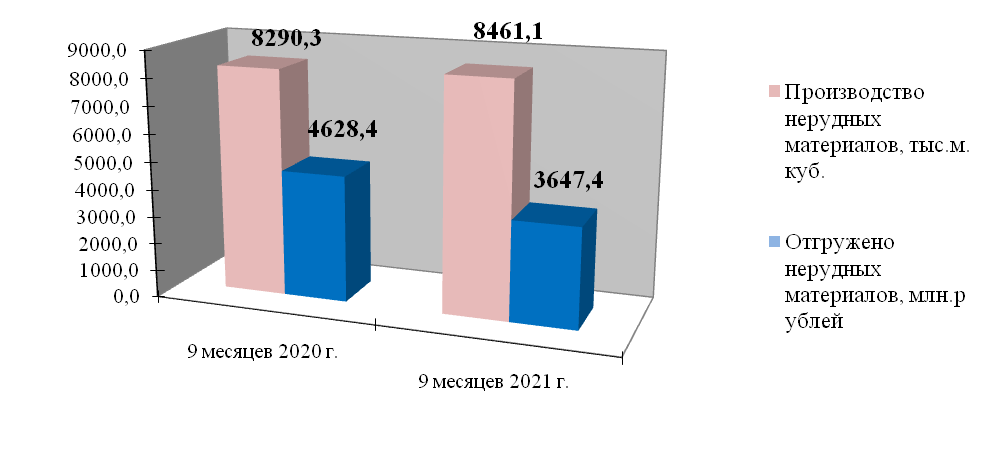 8290,3
8461,1
4628,4
3647,4
9000,0
8000,0
7000,0
6000,0
5000,0
4000,0
3000,0
2000,0
1000,0
0,0
9 месяцев 2020 г.
9 месяцев 2021 г.
Производство
нерудных
материалов, тыс.м.
куб.
Отгружено
нерудных
материалов, млн.р
ублей